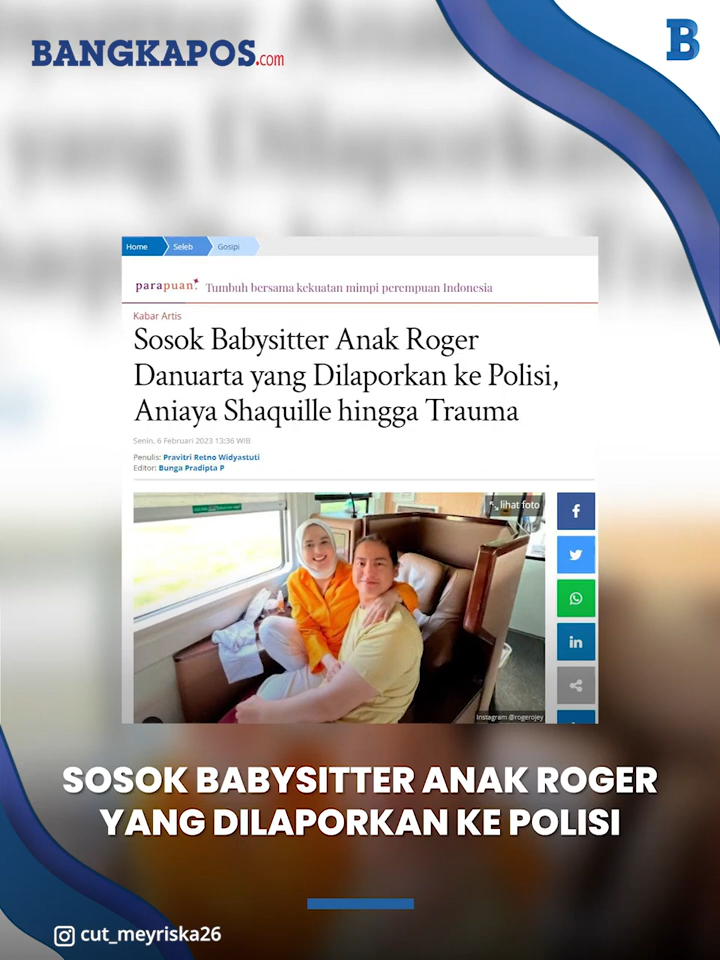 BANGKAPOS.com
B
Home Seleb Gosipi
parapuan. Tumbuh bersama kekuatan mimpi perempuan Indonesia
Kabar Artis
Sosok Babysitter Anak Roger
Danuarta yang Dilaporkan ke Polisi,
Aniaya Shaquille hingga Trauma
Senin, 6 Februari 2023 13:36 WIB
Penulis: Pravitri Retno Widyastuti
Editor: Bunga Pradipta P
lihat foto
Instagram @rogerojey
SOSOK BABYSITTER ANAK ROGER
YANG DILAPORKAN KE POLISI
cut_meyriska26